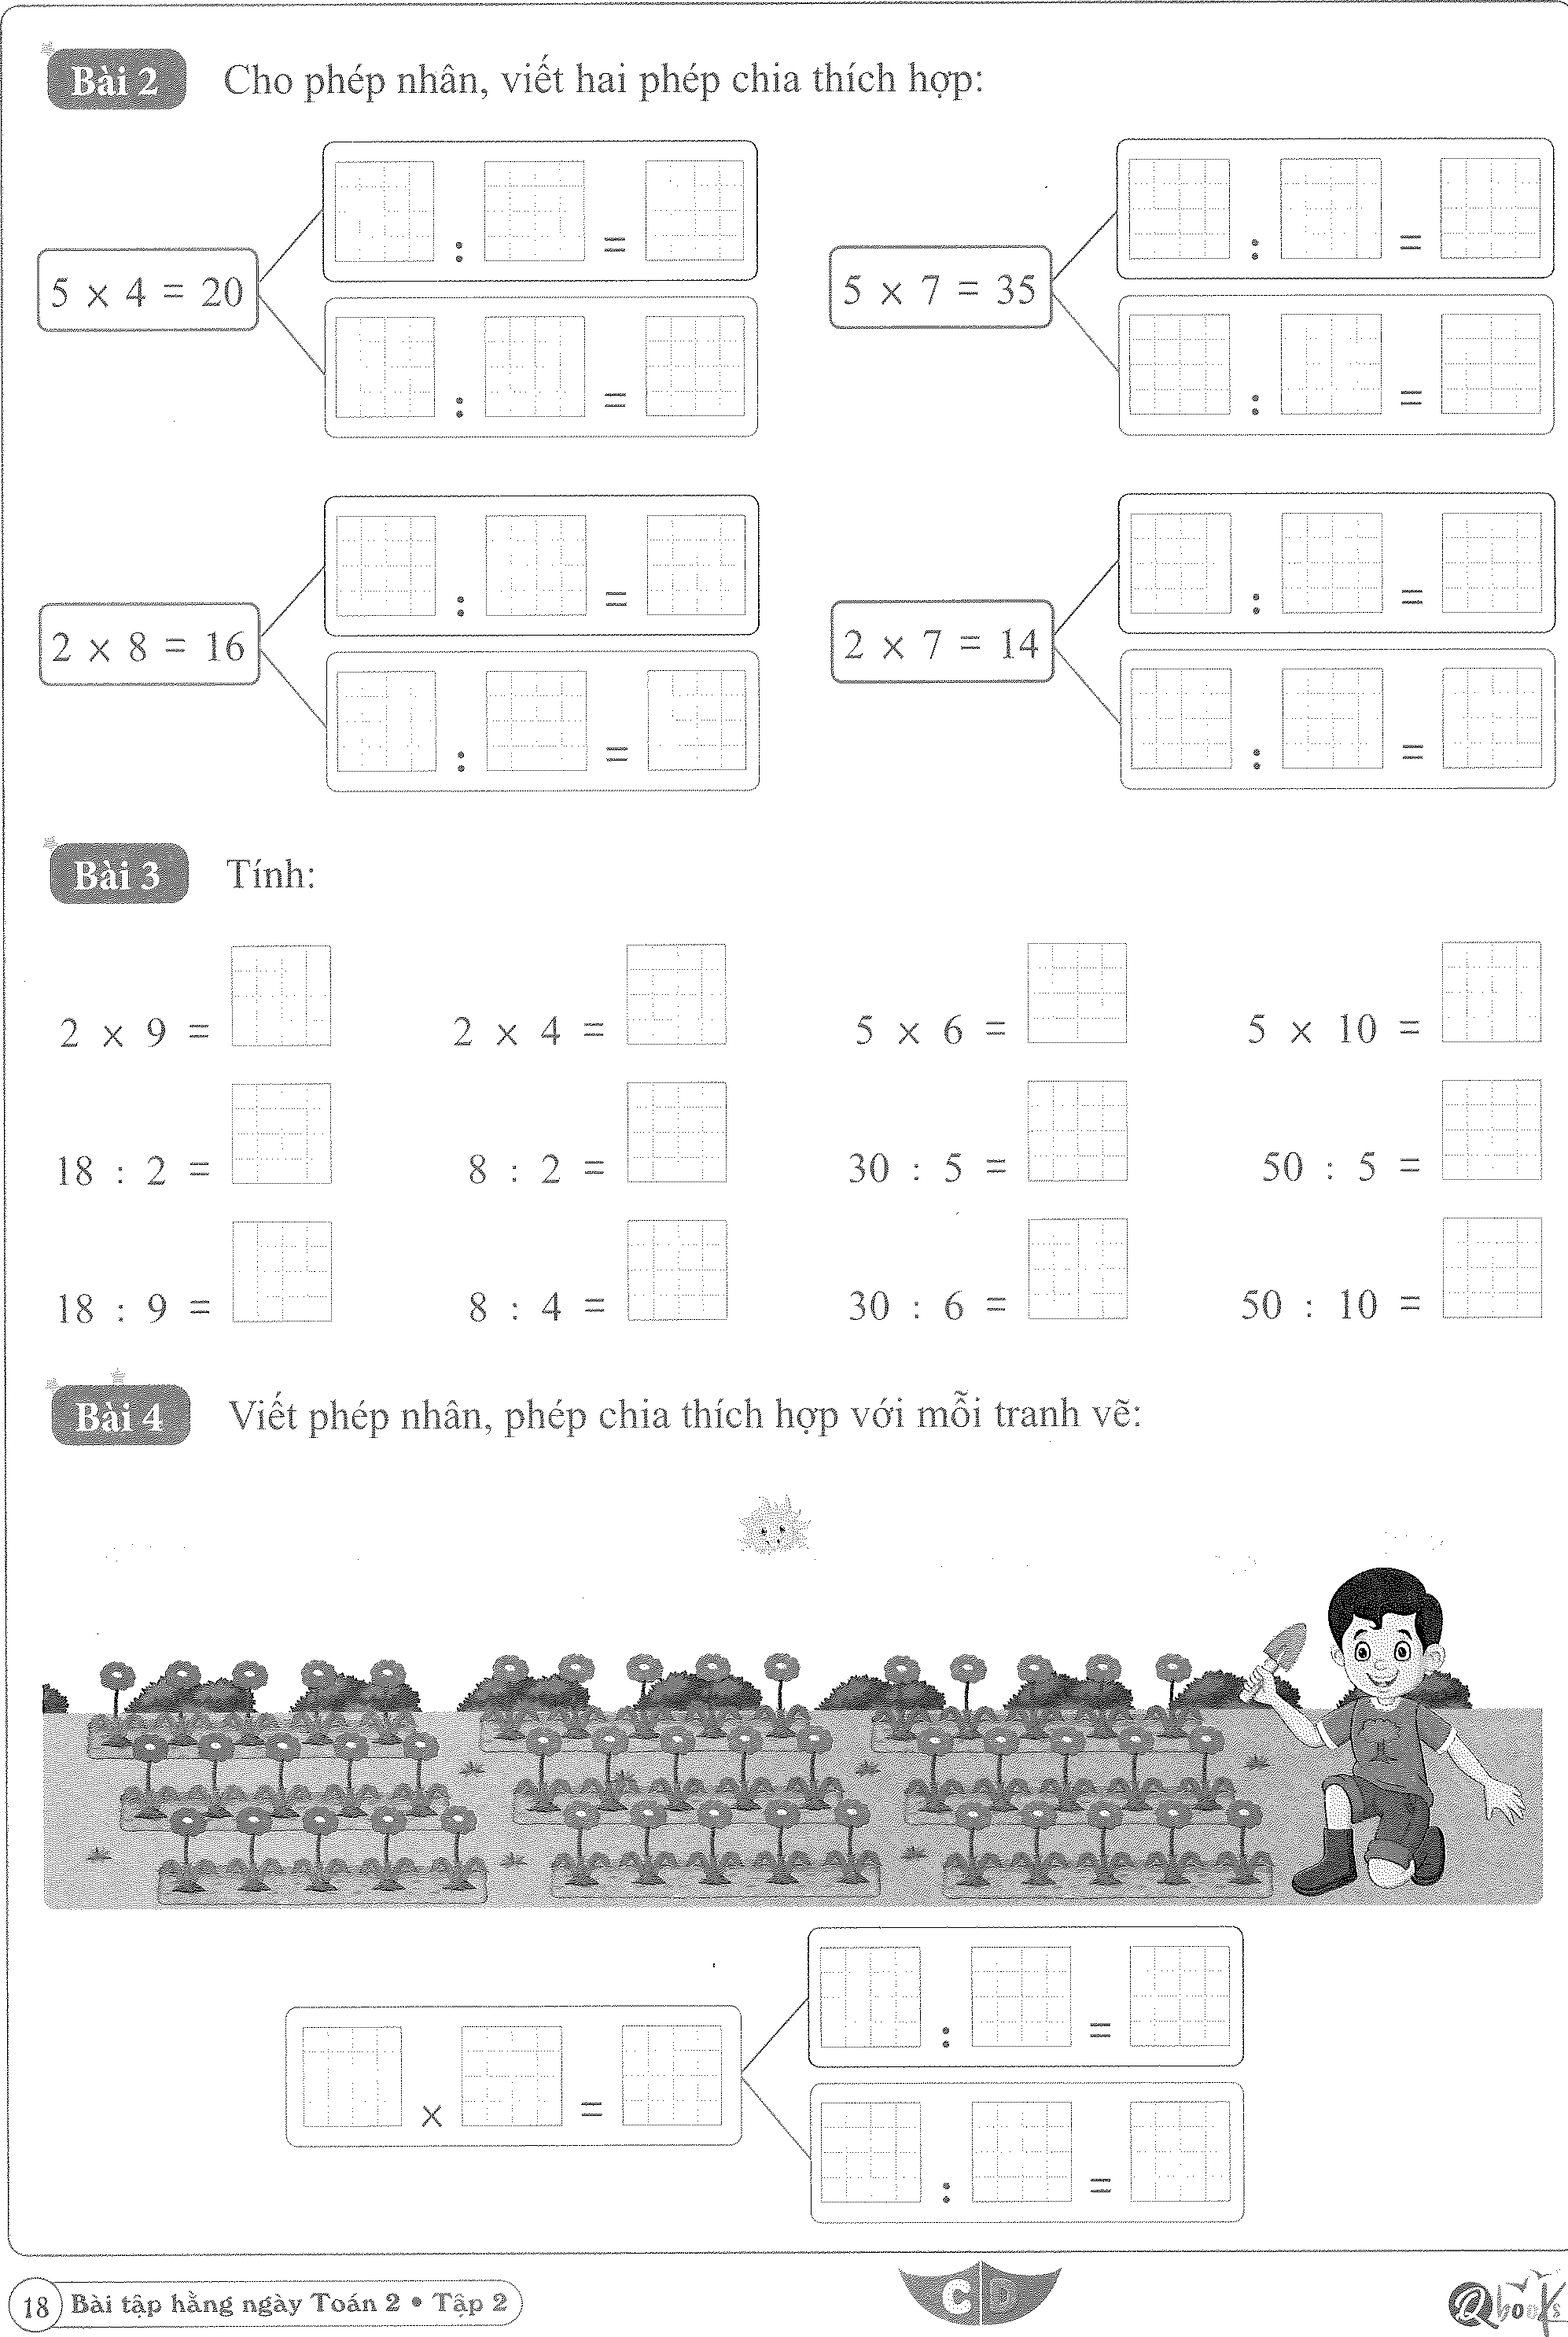 Bài 2 Cho phép nhân, viết hai phép chia thích hợp:
: = : =
5 × 4 = 20 5 × 7 = 35
: = : =
: = : =
2 × 8 = 16 2 × 7 = 14
: = : =
Bài 3 Tính:
2 × 9 = 2 × 4 = 5 × 6 = 5 × 10 =
18 : 2 = 8 : 2 = 30 : 5 = 50 : 5 =
18 : 9 = 8 : 4 = 30 : 6 = 50 : 10 =
Bài 4 Viết phép nhân, phép chia thích hợp với mỗi tranh vẽ:
: =
× =
: =
18 Bài tập hằng ngày Toán 2 • Tập 2 CD Qbooks